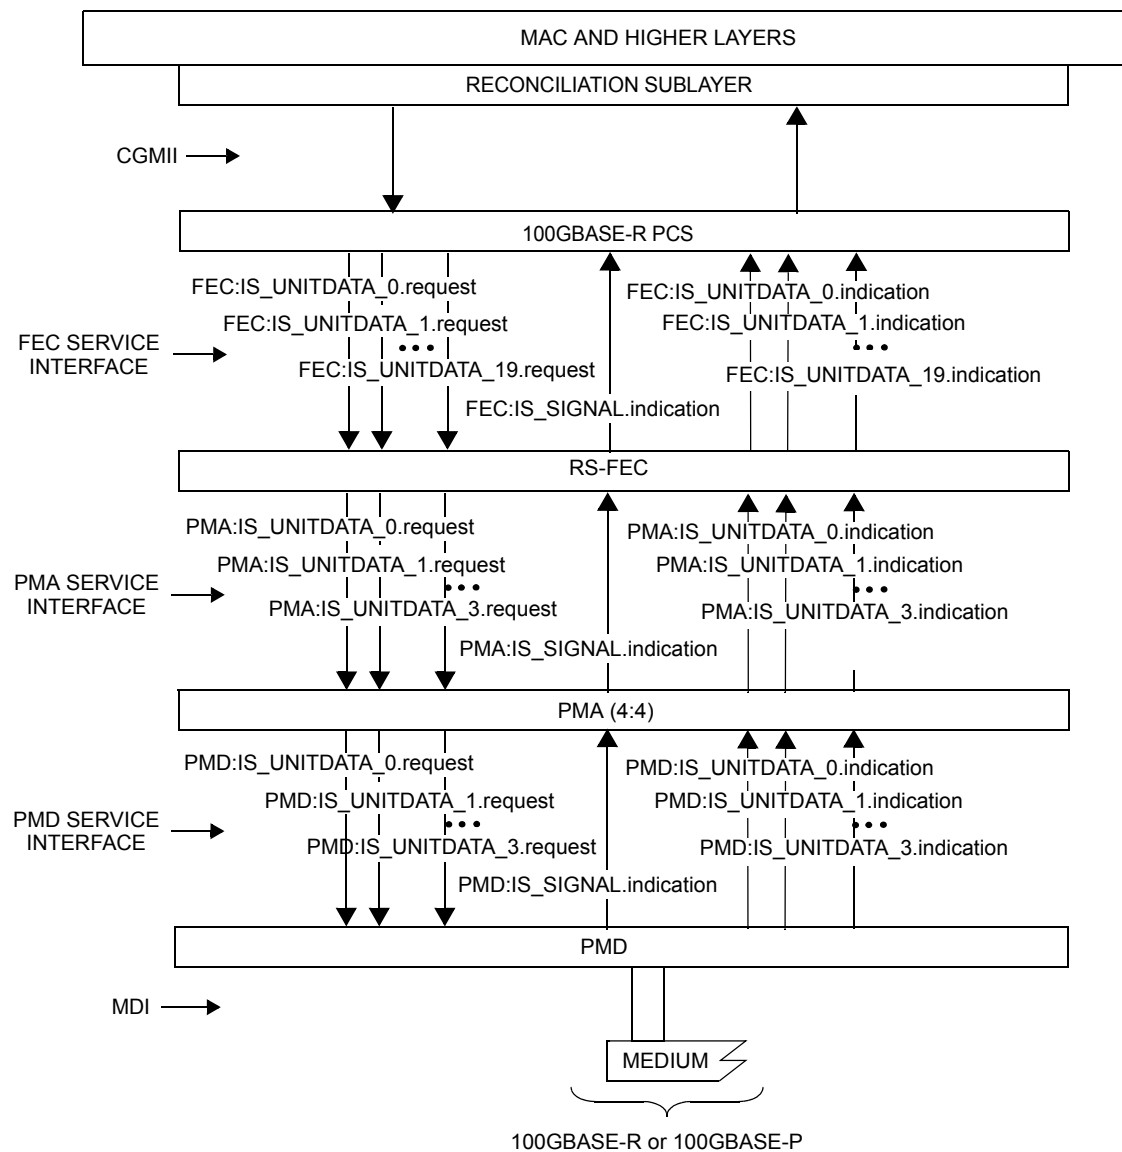 MAC AND HIGHER LAYERS
RECONCILIATION SUBLAYER
CGMII
100GBASE-R PCS
FEC:IS_UNITDATA_0.request
FEC:IS_UNITDATA_0.indication
FEC:IS_UNITDATA_1.request
FEC:IS_UNITDATA_1.indication
FEC SERVICE
INTERFACE
FEC:IS_UNITDATA_19.request
FEC:IS_UNITDATA_19.indication
FEC:IS_SIGNAL.indication
RS-FEC
PMA:IS_UNITDATA_0.request
PMA:IS_UNITDATA_0.indication
PMA:IS_UNITDATA_1.request
PMA:IS_UNITDATA_1.indication
PMA SERVICE
INTERFACE
PMA:IS_UNITDATA_3.request
PMA:IS_UNITDATA_3.indication
PMA:IS_SIGNAL.indication
PMA (4:4)
PMD:IS_UNITDATA_0.request
PMD:IS_UNITDATA_0.indication
PMD:IS_UNITDATA_1.request
PMD:IS_UNITDATA_1.indication
PMD SERVICE
INTERFACE
PMD:IS_UNITDATA_3.request
PMD:IS_UNITDATA_3.indication
PMD:IS_SIGNAL.indication
PMD
MDI
MEDIUM
100GBASE-R or 100GBASE-P